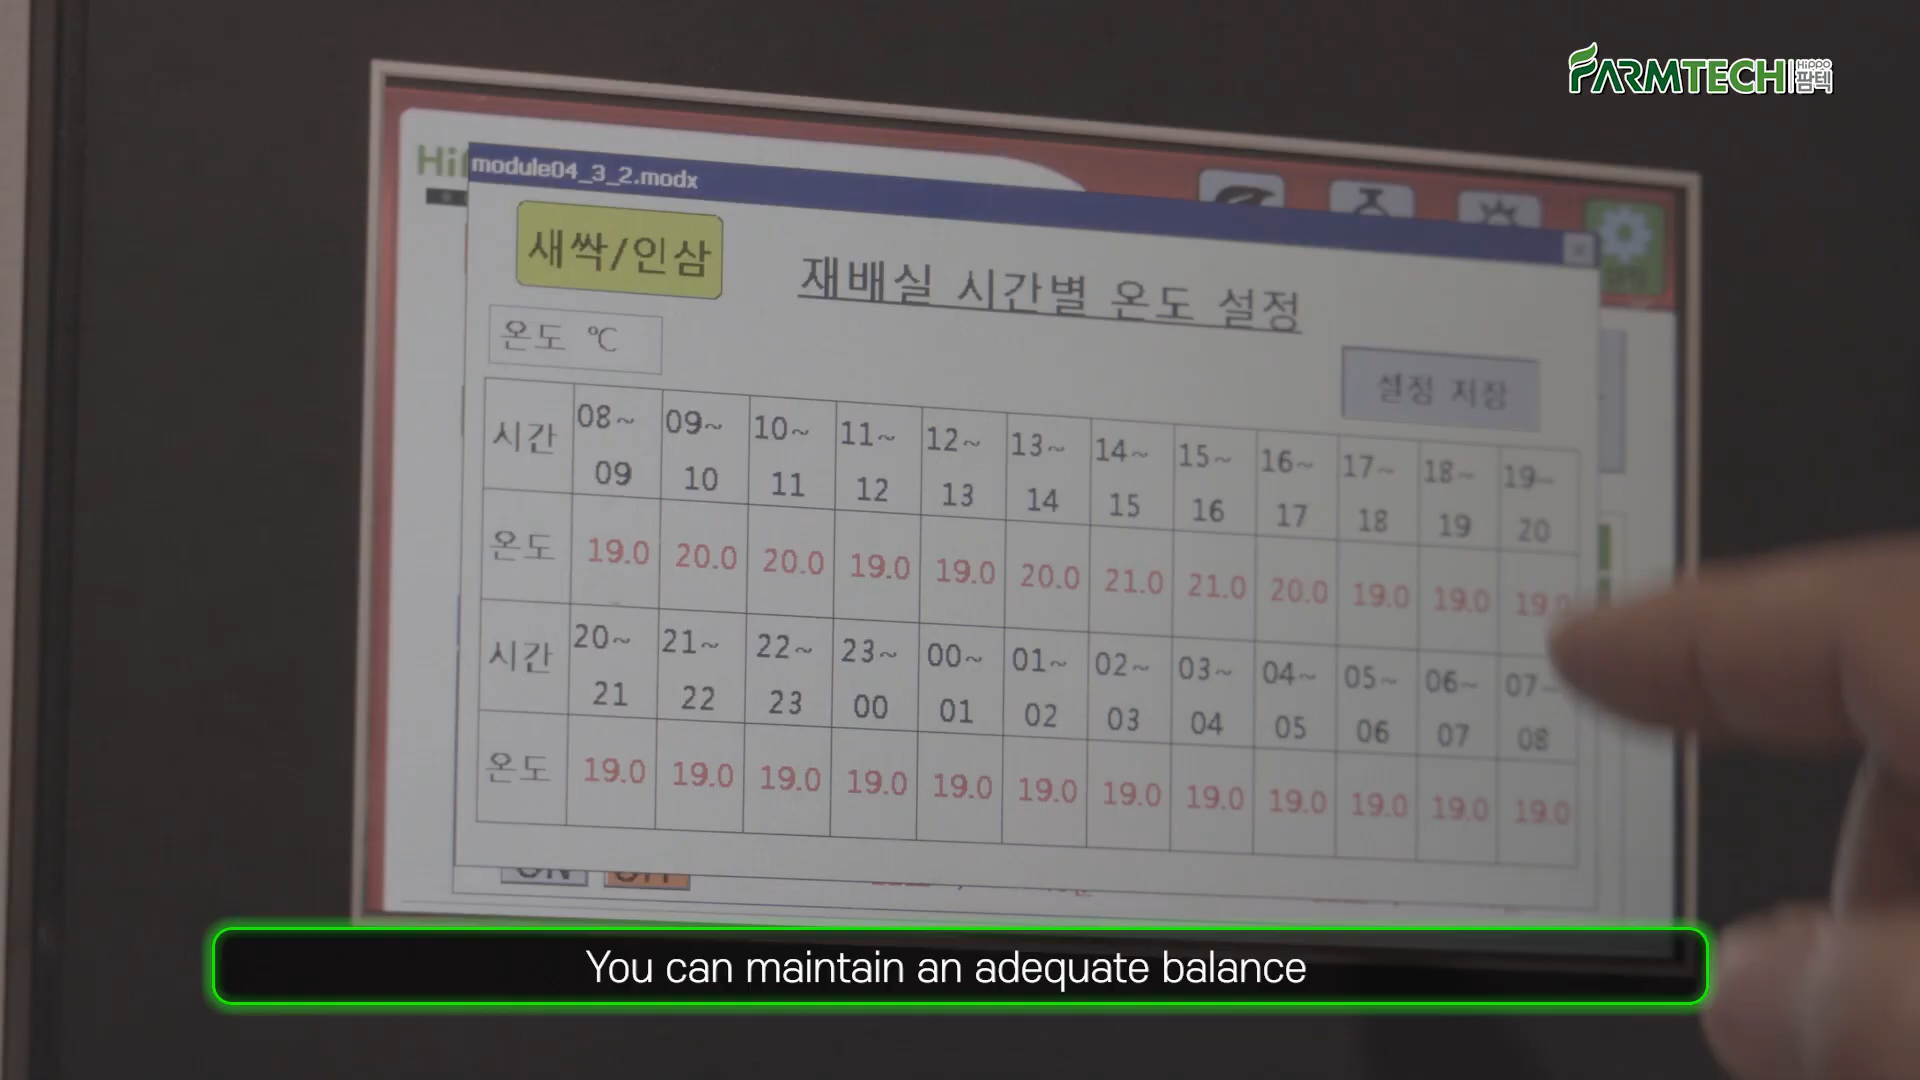 FARMTECH Hippo 팜텍
module04_3_2.modx
새싹/인삼
재배실 시간별 온도 설정
온도 ℃
설정 저장
시간 08~09 09~10 10~11 11~12 12~13 13~14 14~15 15~16 16~17 17~18 18~19 19~20
온도 19.0 20.0 20.0 19.0 19.0 20.0 21.0 21.0 20.0 19.0 19.0 19.0
시간 20~21 21~22 22~23 23~00 00~01 01~02 02~03 03~04 04~05 05~06 06~07 07~08
온도 19.0 19.0 19.0 19.0 19.0 19.0 19.0 19.0 19.0 19.0 19.0 19.0
ON OFF
You can maintain an adequate balance